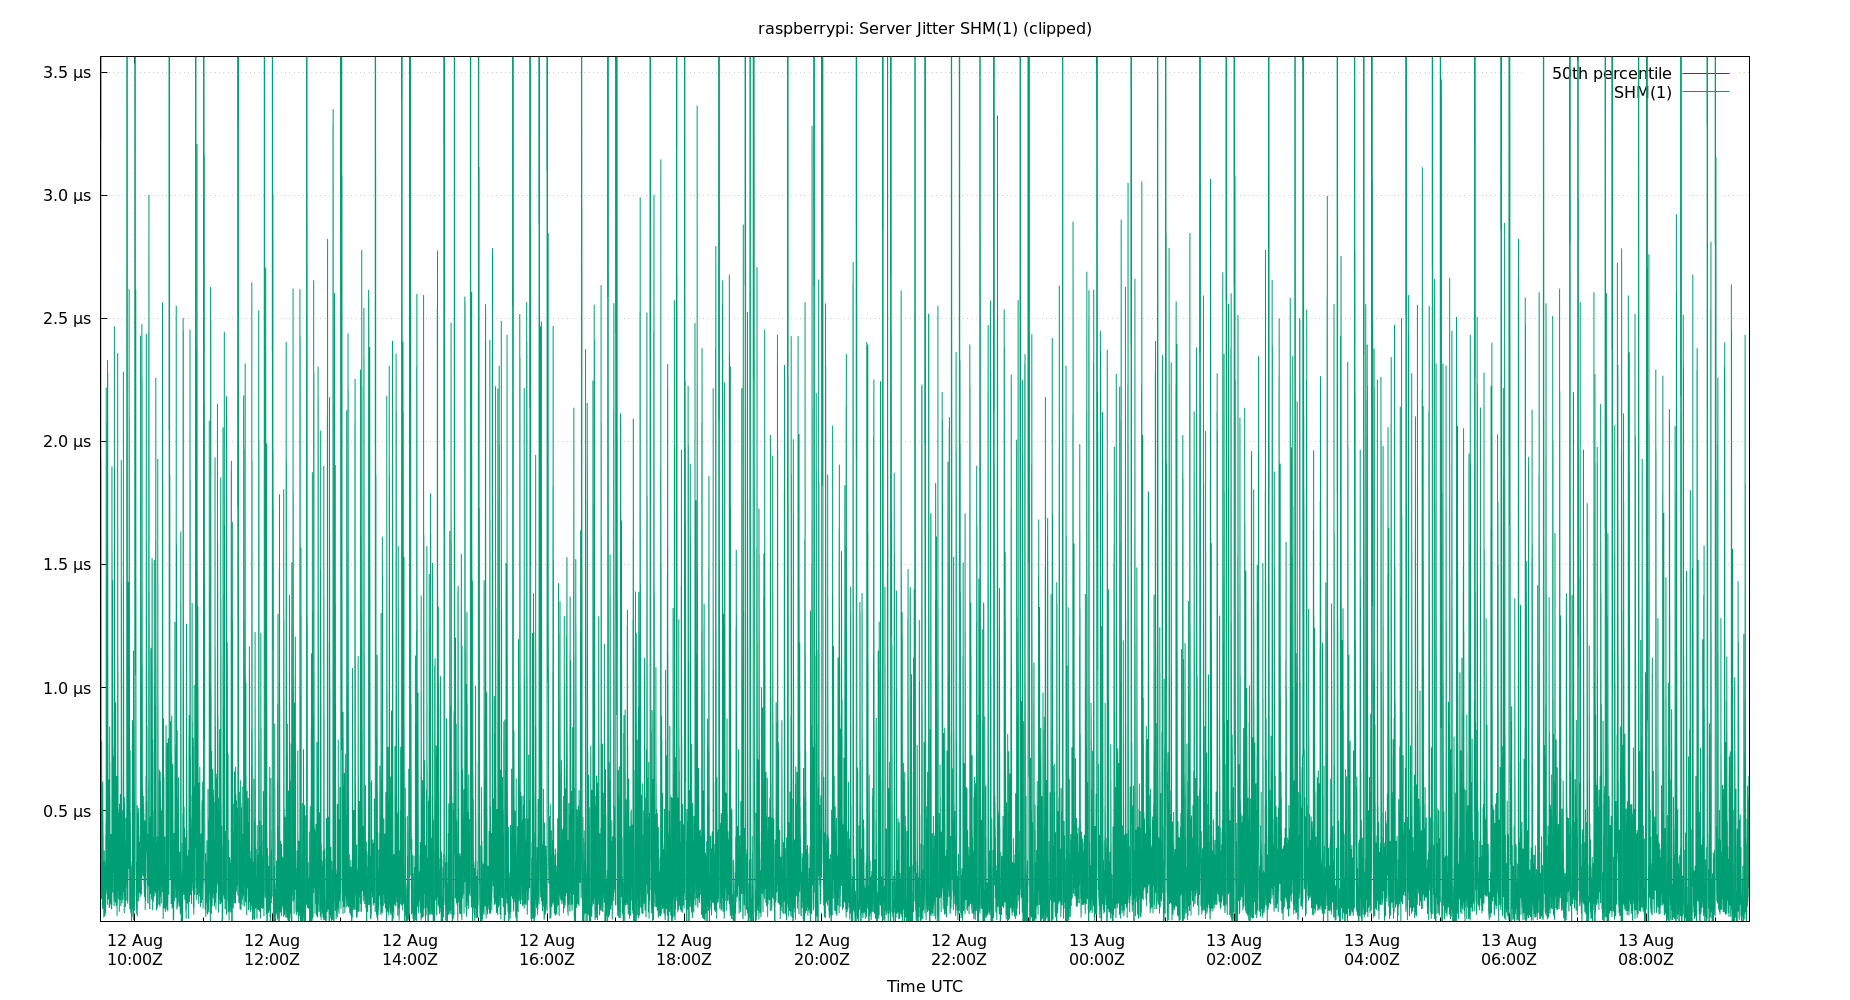 raspberrypi: Server Jitter SHM(1) (clipped)
3.5 µs
3.0 µs
2.5 µs
2.0 µs
1.5 µs
1.0 µs
0.5 µs
50th percentile
SHM(1)
12 Aug 12 Aug 12 Aug 12 Aug 12 Aug 12 Aug 12 Aug 13 Aug 13 Aug 13 Aug 13 Aug 13 Aug
10:00Z 12:00Z 14:00Z 16:00Z 18:00Z 20:00Z 22:00Z 00:00Z 02:00Z 04:00Z 06:00Z 08:00Z
Time UTC